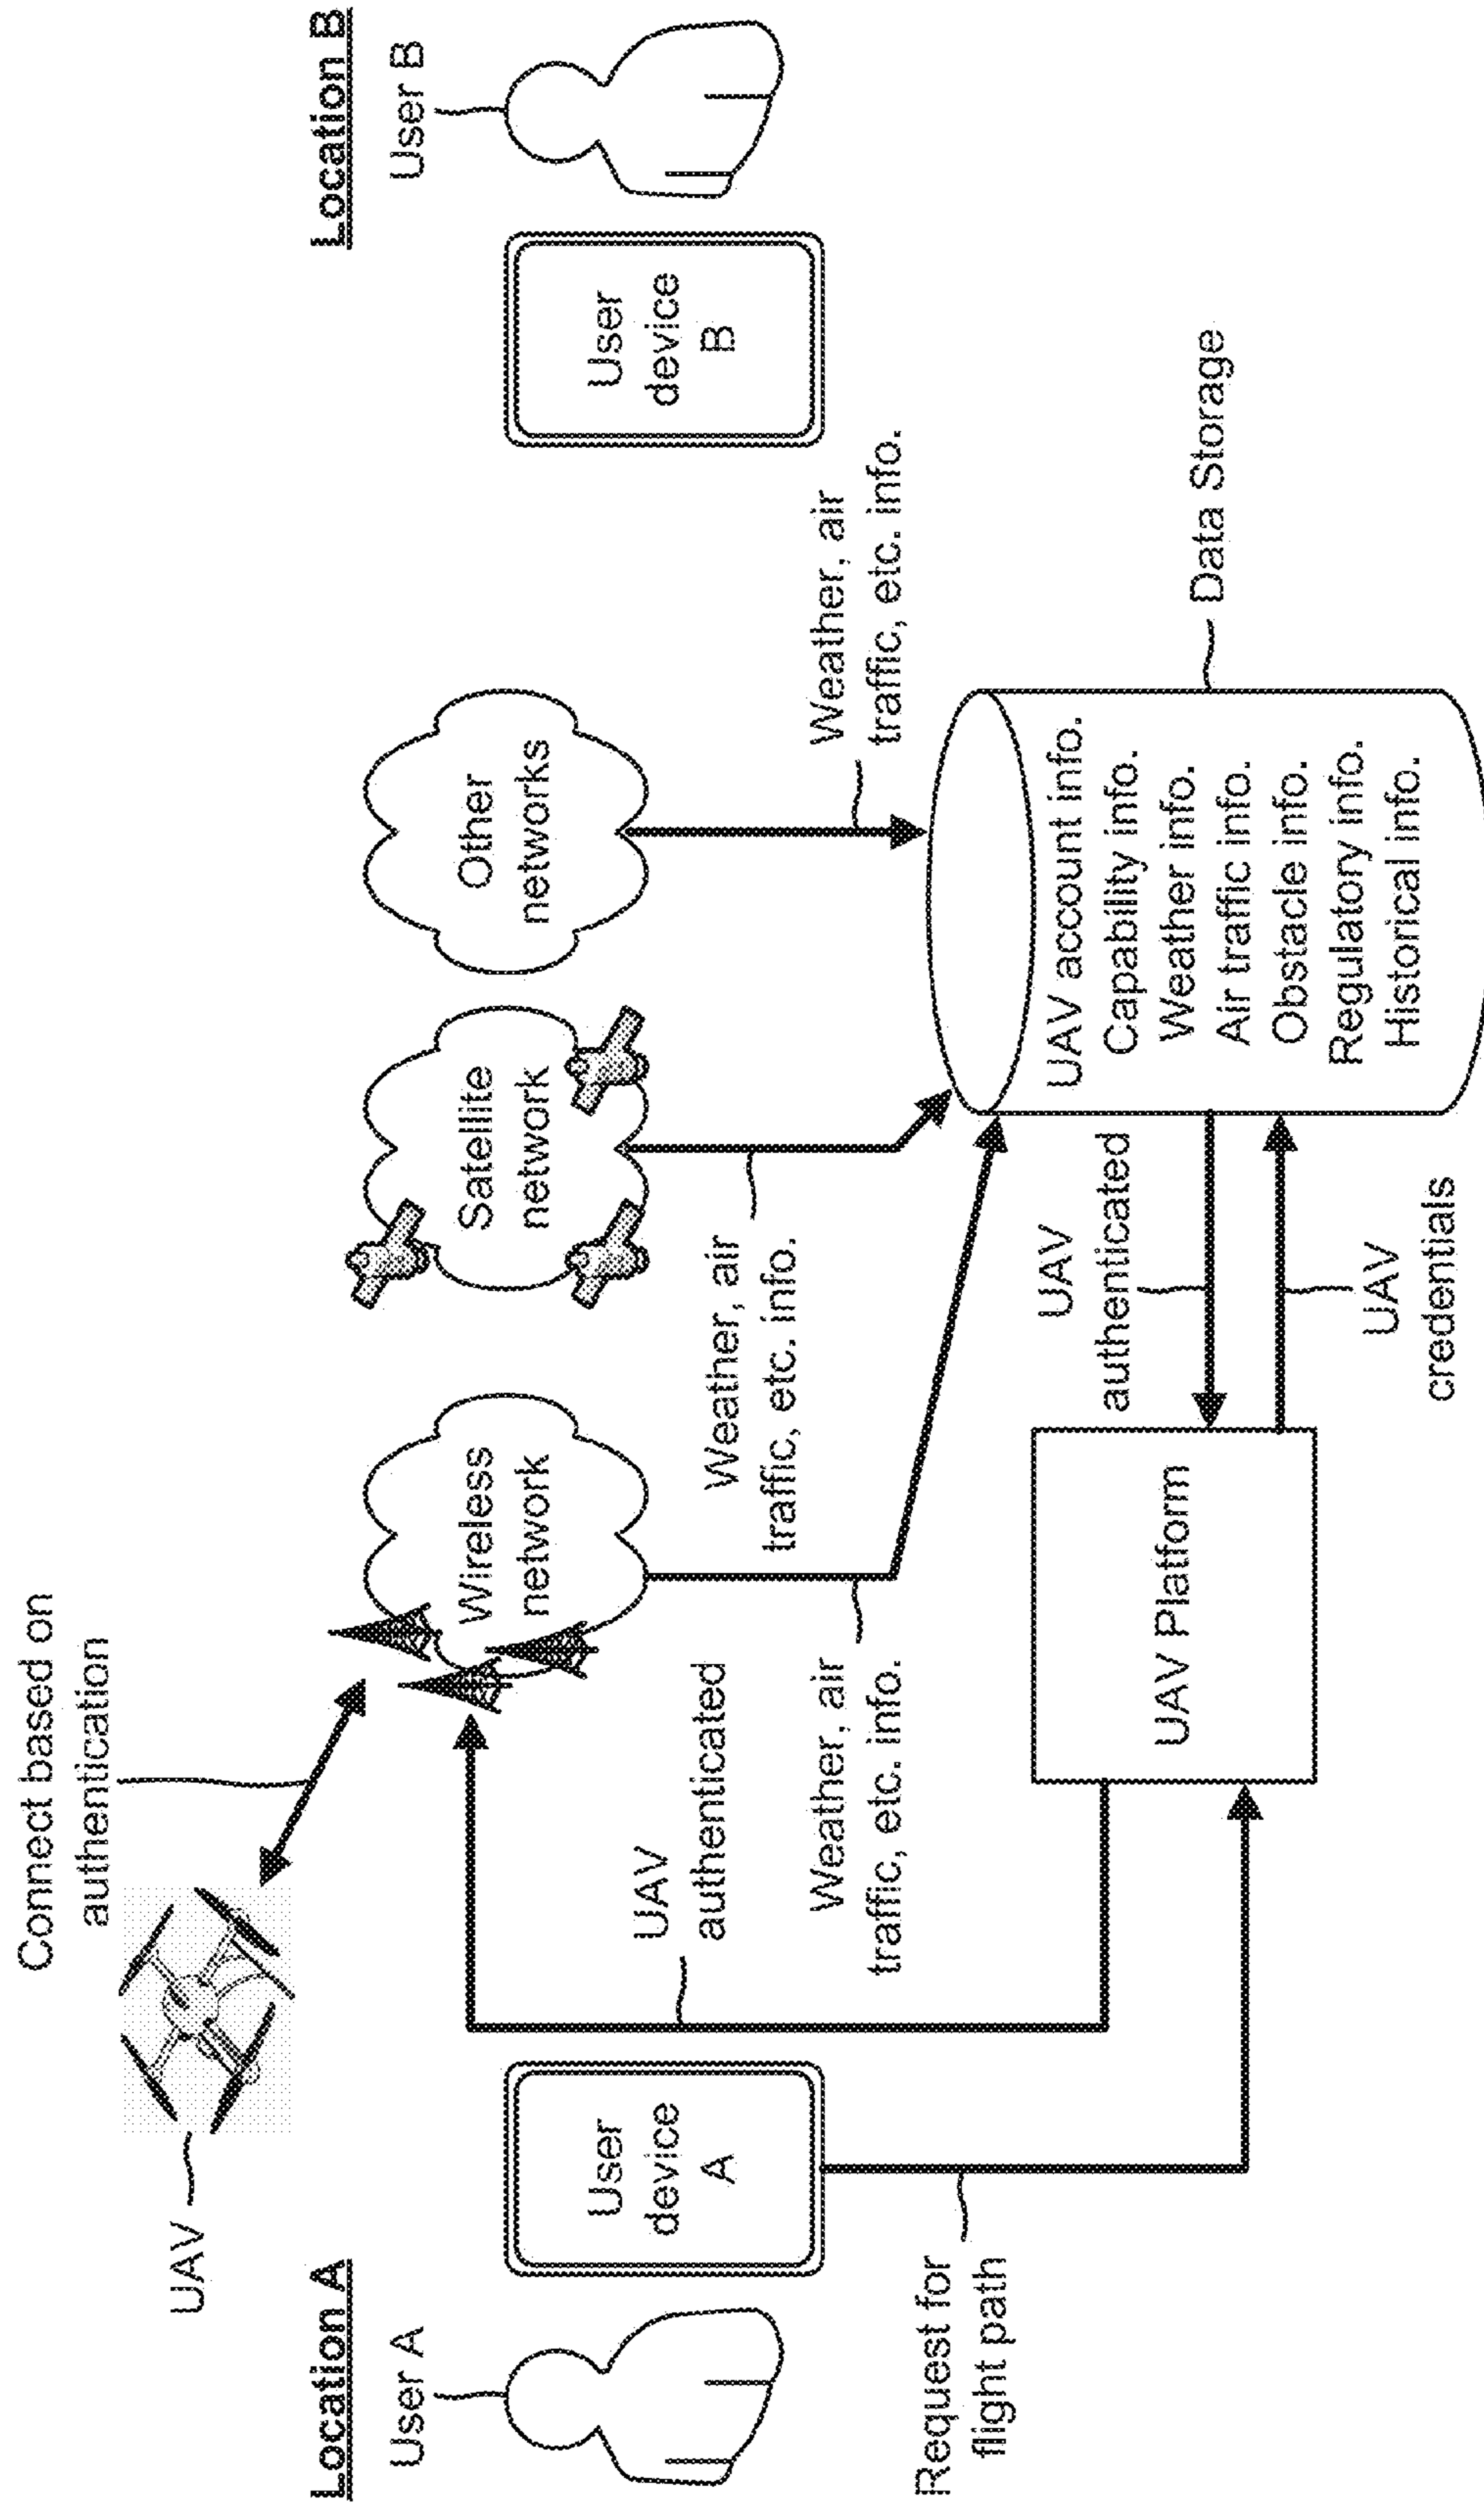 Connect based on
authentication
UAV
Location A
User A
Location B
User B
Wireless
network
Satellite
network
Other
networks
User
device
A
User
device
B
UAV
authenticated
Weather, air
traffic, etc. info.
Weather, air
traffic, etc. info.
Weather, air
traffic, etc. info.
Request for
flight path
UAV Platform
UAV
authenticated
UAV
credentials
UAV account info.
Capability info.
Weather info.
Air traffic info.
Obstacle info.
Regulatory info.
Historical info.
Data Storage